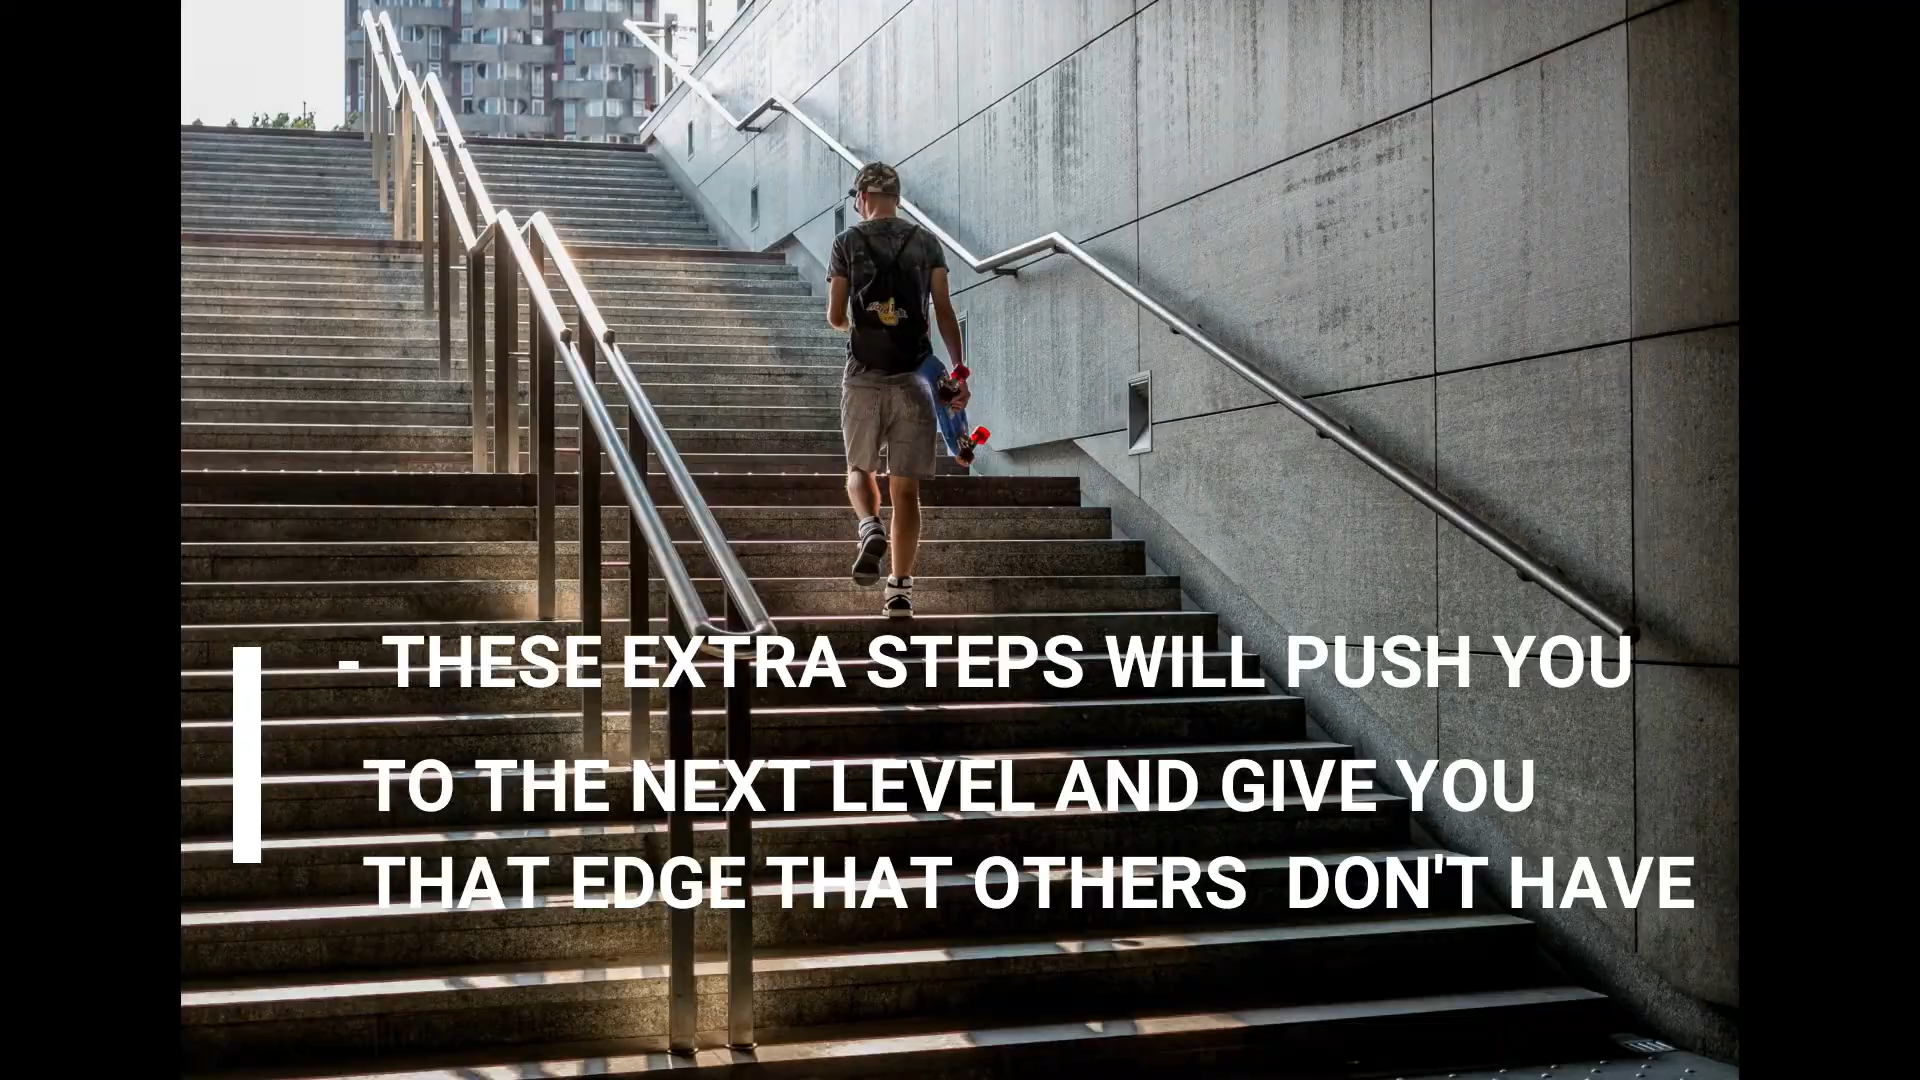 - THESE EXTRA STEPS WILL PUSH YOU
TO THE NEXT LEVEL AND GIVE YOU
THAT EDGE THAT OTHERS  DON'T HAVE